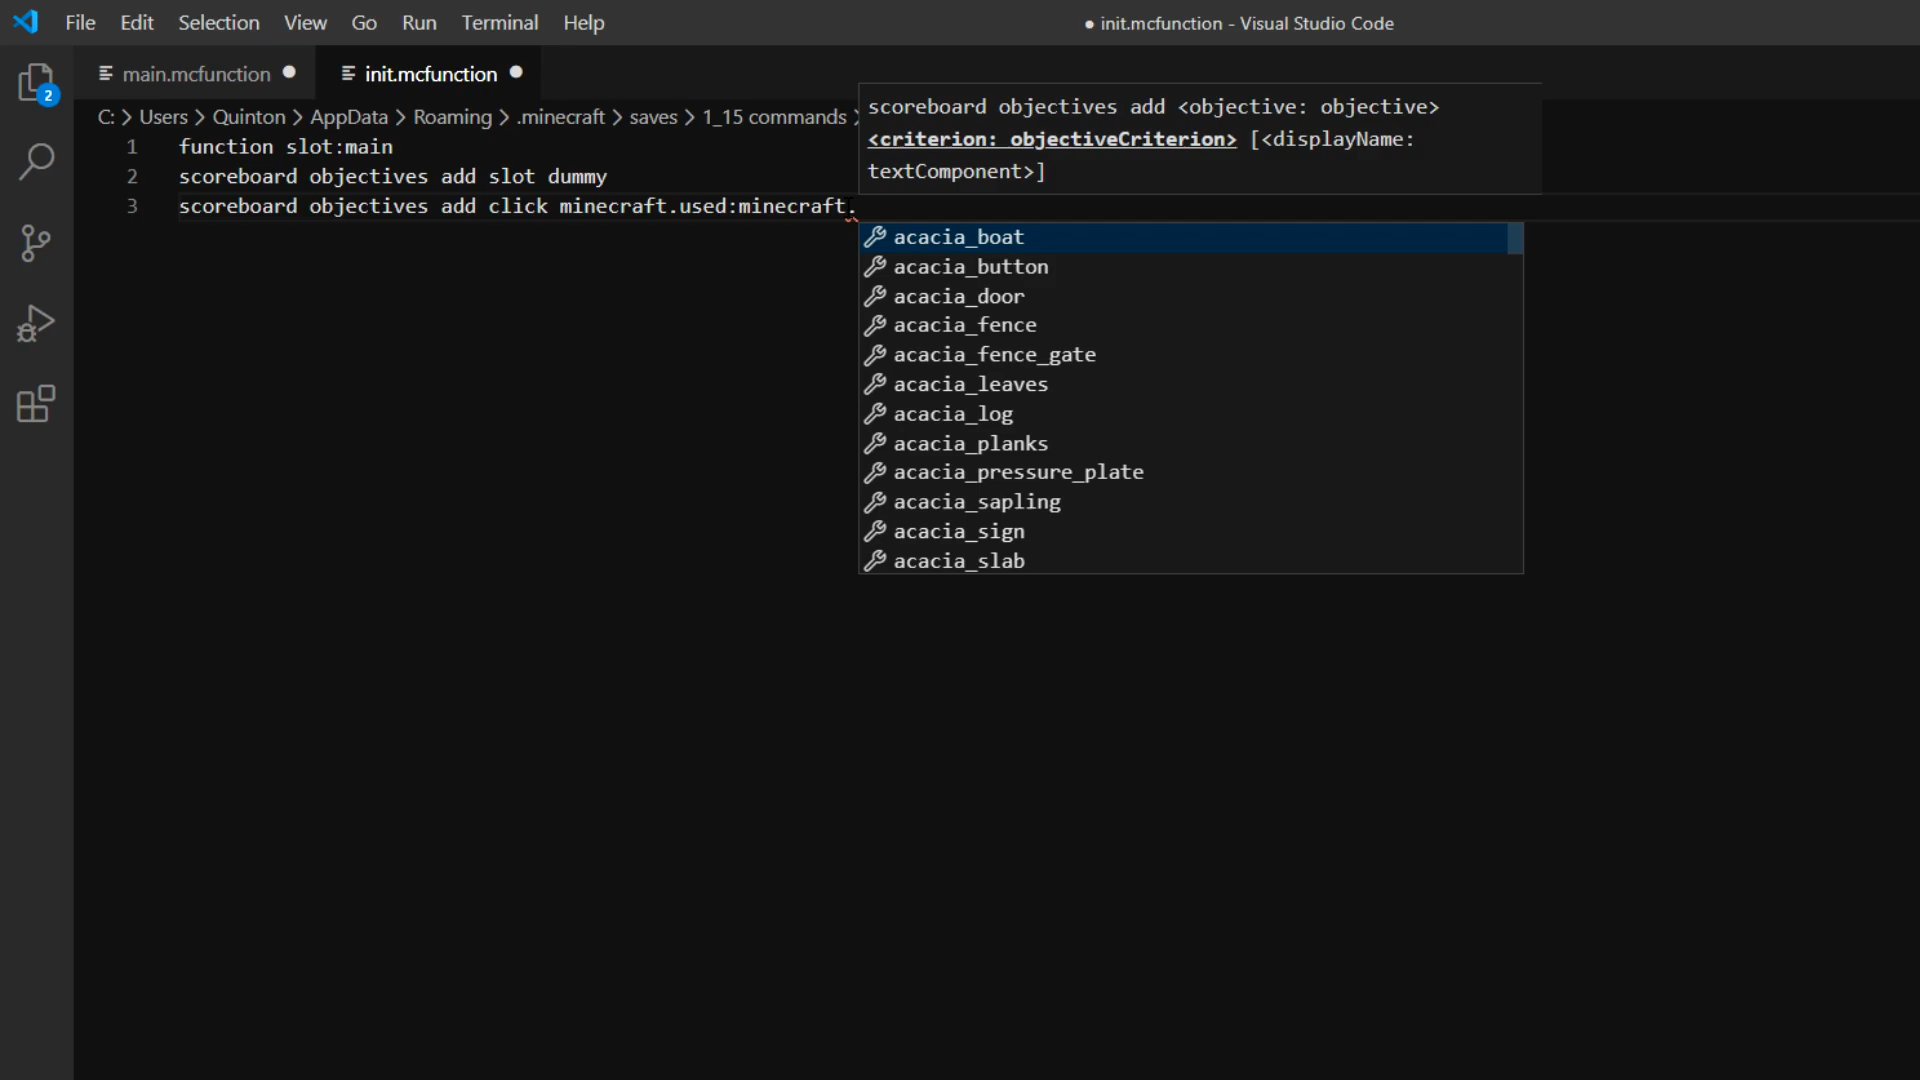 File Edit Selection View Go Run Terminal Help
● init.mcfunction - Visual Studio Code
2
main.mcfunction
init.mcfunction
C: > Users > Quinton > AppData > Roaming > .minecraft > saves > 1_15 commands >
1 function slot:main
2 scoreboard objectives add slot dummy
3 scoreboard objectives add click minecraft.used:minecraft.
scoreboard objectives add <objective: objective>
<criterion: objectiveCriterion> [<displayName:
textComponent>]
acacia_boat
acacia_button
acacia_door
acacia_fence
acacia_fence_gate
acacia_leaves
acacia_log
acacia_planks
acacia_pressure_plate
acacia_sapling
acacia_sign
acacia_slab